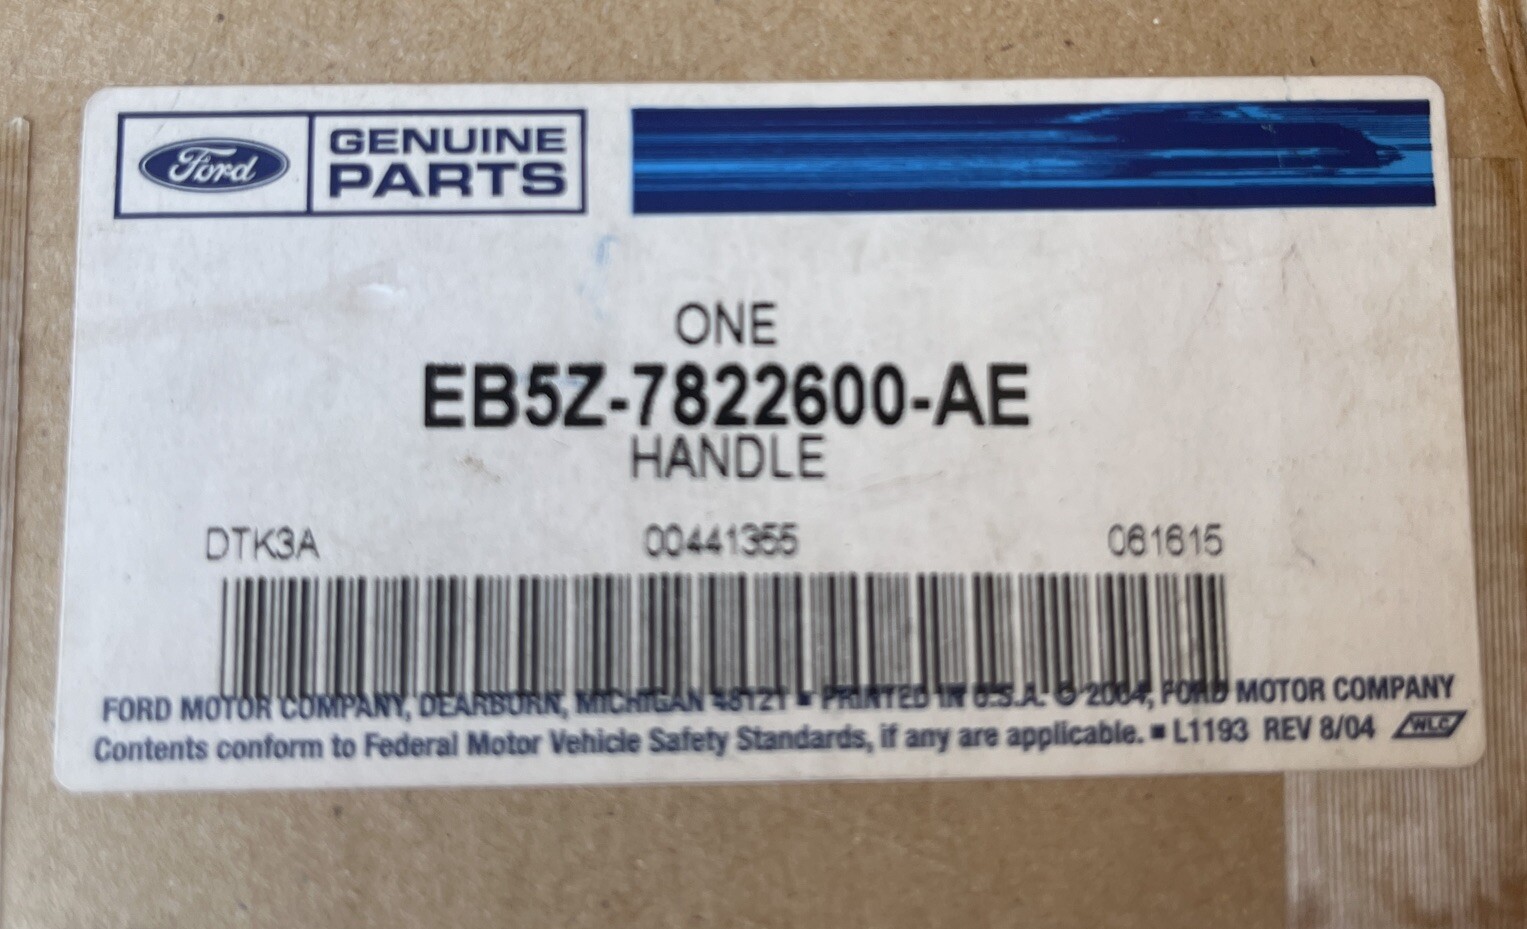 Ford
GENUINE
PARTS
ONE
EB5Z-7822600-AE
HANDLE
DTK3A 00441355 061615
FORD MOTOR COMPANY, DEARBORN, MICHIGAN 48121 ▪ PRINTED IN U.S.A. © 2004, FORD MOTOR COMPANY
Contents conform to Federal Motor Vehicle Safety Standards, if any are applicable. ▪ L1193 REV 8/04 WLC